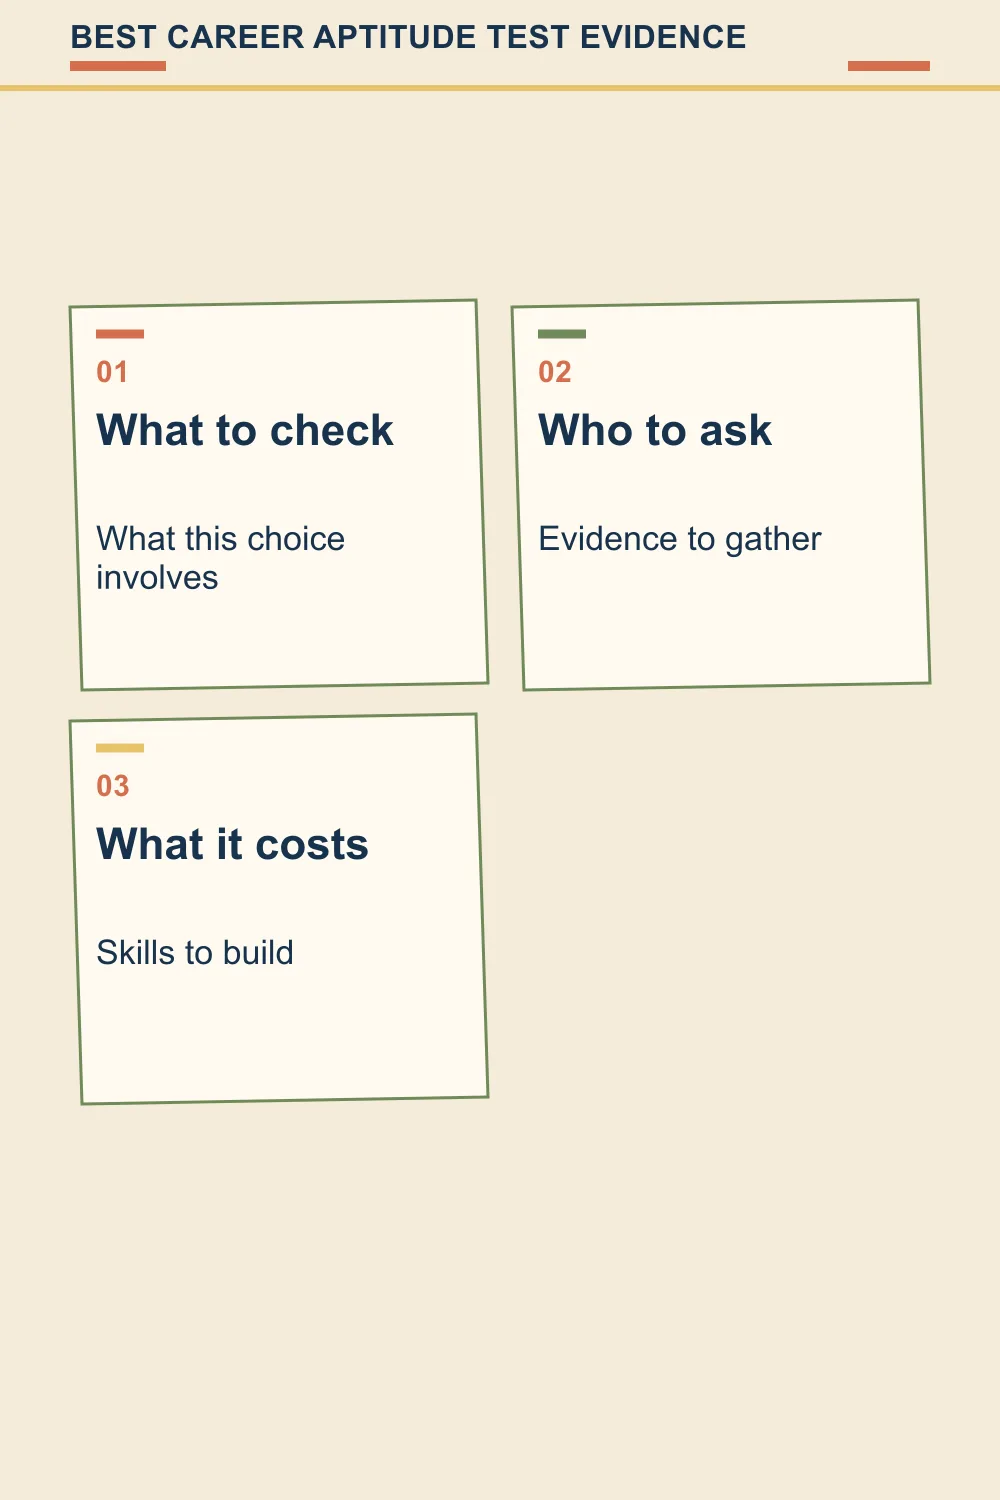 BEST CAREER APTITUDE TEST EVIDENCE
01
What to check
What this choice
involves
02
Who to ask
Evidence to gather
03
What it costs
Skills to build